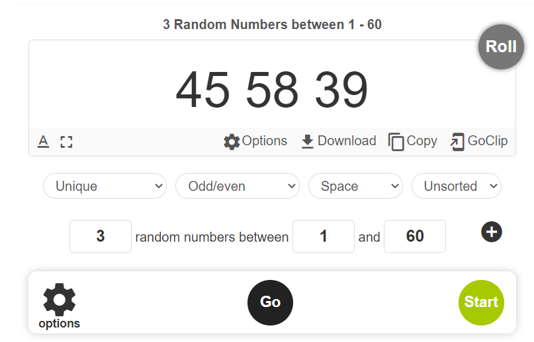 3 Random Numbers between 1 - 60
Roll
45 58 39
A Options Download Copy GoClip
Unique Odd/even Space Unsorted
3 random numbers between 1 and 60
options Go Start